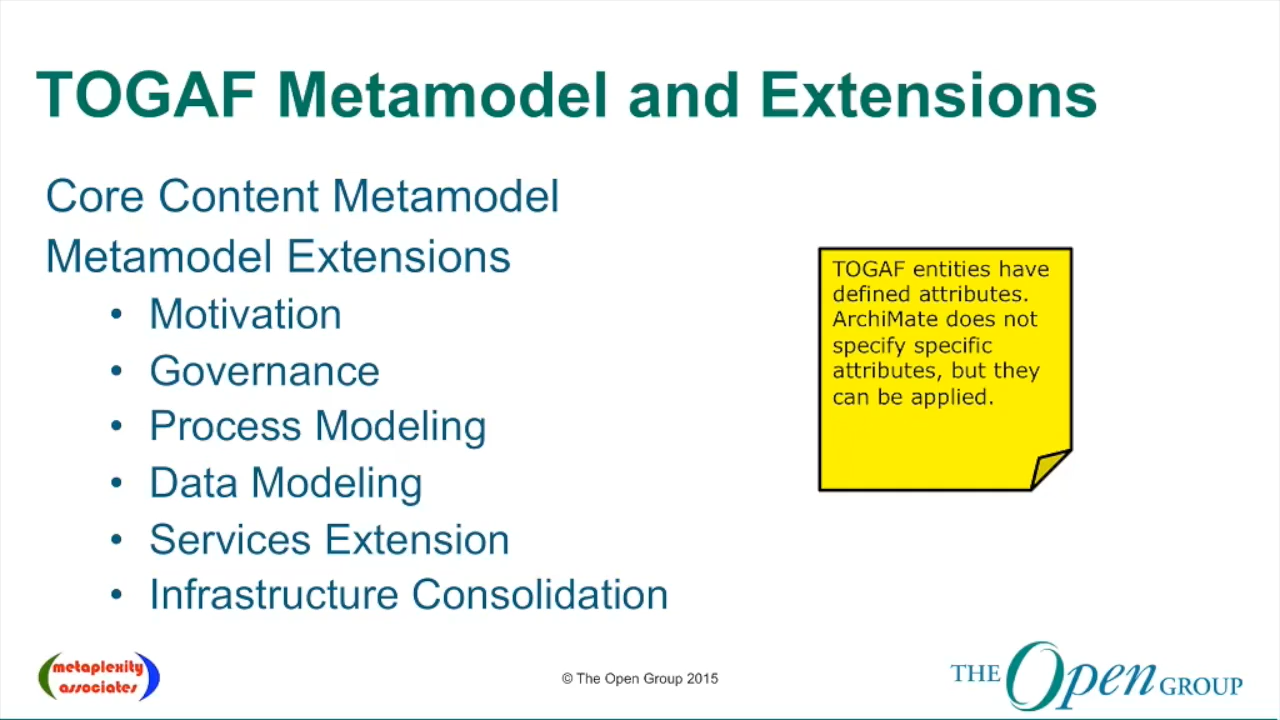 TOGAF Metamodel and Extensions
Core Content Metamodel
Metamodel Extensions
• Motivation
• Governance
• Process Modeling
• Data Modeling
• Services Extension
• Infrastructure Consolidation
TOGAF entities have
defined attributes.
ArchiMate does not
specify specific
attributes, but they
can be applied.
metaplexity
associates
© The Open Group 2015
THE Open GROUP